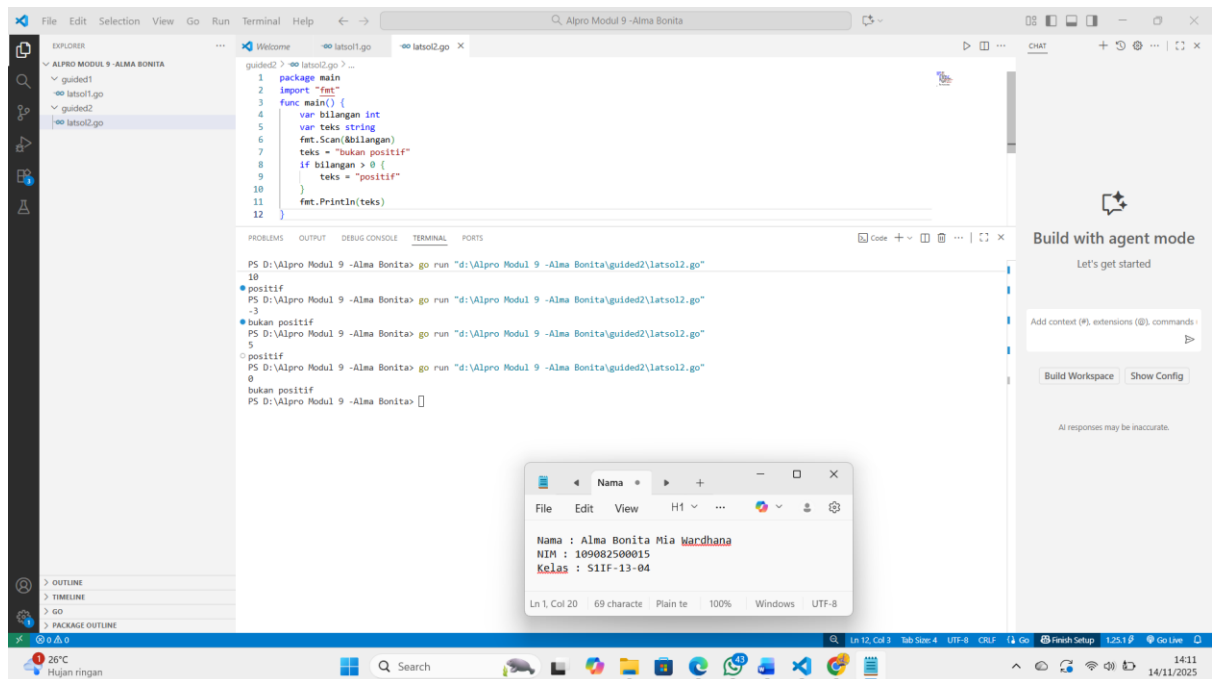 File Edit Selection View Go Run Terminal Help
Alpro Modul 9 -Alma Bonita
EXPLORER
ALPRO MODUL 9 -ALMA BONITA
guided1
latsol1.go
guided2
latsol2.go
OUTLINE
TIMELINE
GO
PACKAGE OUTLINE
Welcome latsol1.go latsol2.go
guided2 > latsol2.go > ...
1 package main
2 import "fmt"
3 func main() {
4 var bilangan int
5 var teks string
6 fmt.Scan(&bilangan)
7 teks = "bukan positif"
8 if bilangan > 0 {
9 teks = "positif"
10 }
11 fmt.Println(teks)
12 }
PROBLEMS OUTPUT DEBUG CONSOLE TERMINAL PORTS
Code
PS D:\Alpro Modul 9 -Alma Bonita> go run "d:\Alpro Modul 9 -Alma Bonita\guided2\latsol2.go"
10
positif
PS D:\Alpro Modul 9 -Alma Bonita> go run "d:\Alpro Modul 9 -Alma Bonita\guided2\latsol2.go"
-3
bukan positif
PS D:\Alpro Modul 9 -Alma Bonita> go run "d:\Alpro Modul 9 -Alma Bonita\guided2\latsol2.go"
5
positif
PS D:\Alpro Modul 9 -Alma Bonita> go run "d:\Alpro Modul 9 -Alma Bonita\guided2\latsol2.go"
0
bukan positif
PS D:\Alpro Modul 9 -Alma Bonita>
CHAT
Build with agent mode
Let's get started
Add context (#), extensions (@), commands
Build Workspace Show Config
AI responses may be inaccurate.
Nama
File Edit View H1 ...
Nama : Alma Bonita Mia Wardhana
NIM : 109082500015
Kelas : S1IF-13-04
Ln 1, Col 20 69 characte Plain te 100% Windows UTF-8
0 0 0
Ln 12, Col 3 Tab Size: 4 UTF-8 CRLF Go Finish Setup 1.25.1 Go Live
1
26°C
Hujan ringan
Search
43
14:11
14/11/2025